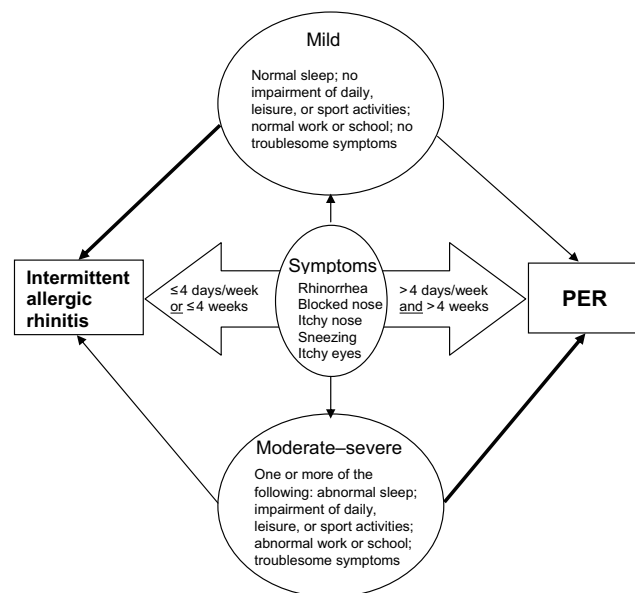 Mild
Normal sleep; no
impairment of daily,
leisure, or sport activities;
normal work or school; no
troublesome symptoms
Intermittent
allergic
rhinitis
≤4 days/week
or ≤4 weeks
Symptoms
Rhinorrhea
Blocked nose
Itchy nose
Sneezing
Itchy eyes
>4 days/week
and >4 weeks
PER
Moderate–severe
One or more of the
following: abnormal sleep;
impairment of daily,
leisure, or sport activities;
abnormal work or school;
troublesome symptoms